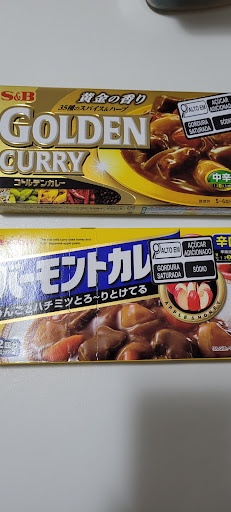 黄金の香り
S&B
35種のスパイス&ハーブ
GOLDEN
CURRY
ゴールデンカレー
中辛
ALTO EM
AÇÚCAR
ADICIONADO
GORDURA
SATURADA
SÓDIO
ーモントカレ
辛口
ALTO EM
AÇÚCAR
ADICIONADO
GORDURA
SATURADA
SÓDIO
んごとハチミツとろ〜りとけてる
APPLE & HONEY